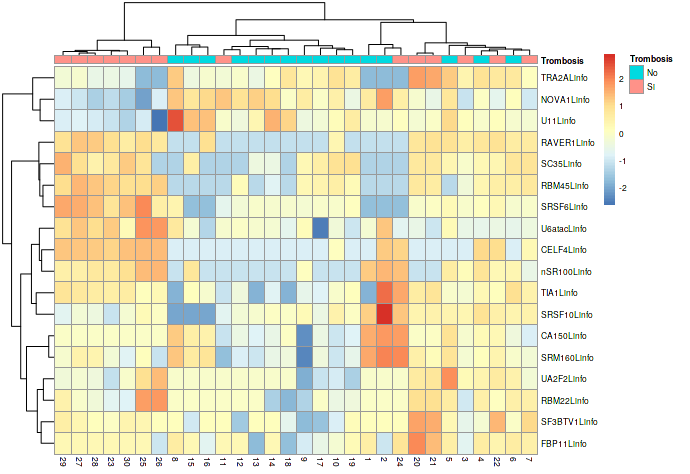 Trombosis
TRA2ALinfo
NOVA1Linfo
U11Linfo
RAVER1Linfo
SC35Linfo
RBM45Linfo
SRSF6Linfo
U6atacLinfo
CELF4Linfo
nSR100Linfo
TIA1Linfo
SRSF10Linfo
CA150Linfo
SRM160Linfo
UA2F2Linfo
RBM22Linfo
SF3BTV1Linfo
FBP11Linfo
29 27 28 23 30 25 26 8 15 16 11 12 13 14 18 9 17 10 19 1 2 24 20 21 5 3 4 22 6 7
2
1
0
-1
-2
Trombosis
No
SI